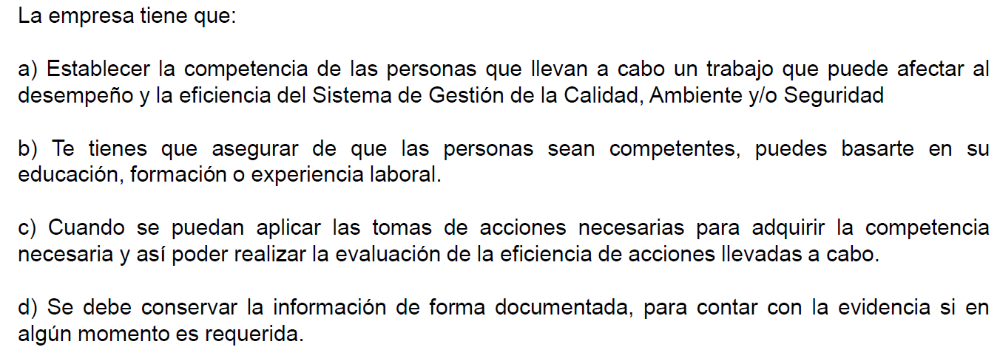 La empresa tiene que:
a) Establecer la competencia de las personas que llevan a cabo un trabajo que puede afectar al
desempeño y la eficiencia del Sistema de Gestión de la Calidad, Ambiente y/o Seguridad
b) Te tienes que asegurar de que las personas sean competentes, puedes basarte en su
educación, formación o experiencia laboral.
c) Cuando se puedan aplicar las tomas de acciones necesarias para adquirir la competencia
necesaria y así poder realizar la evaluación de la eficiencia de acciones llevadas a cabo.
d) Se debe conservar la información de forma documentada, para contar con la evidencia si en
algún momento es requerida.